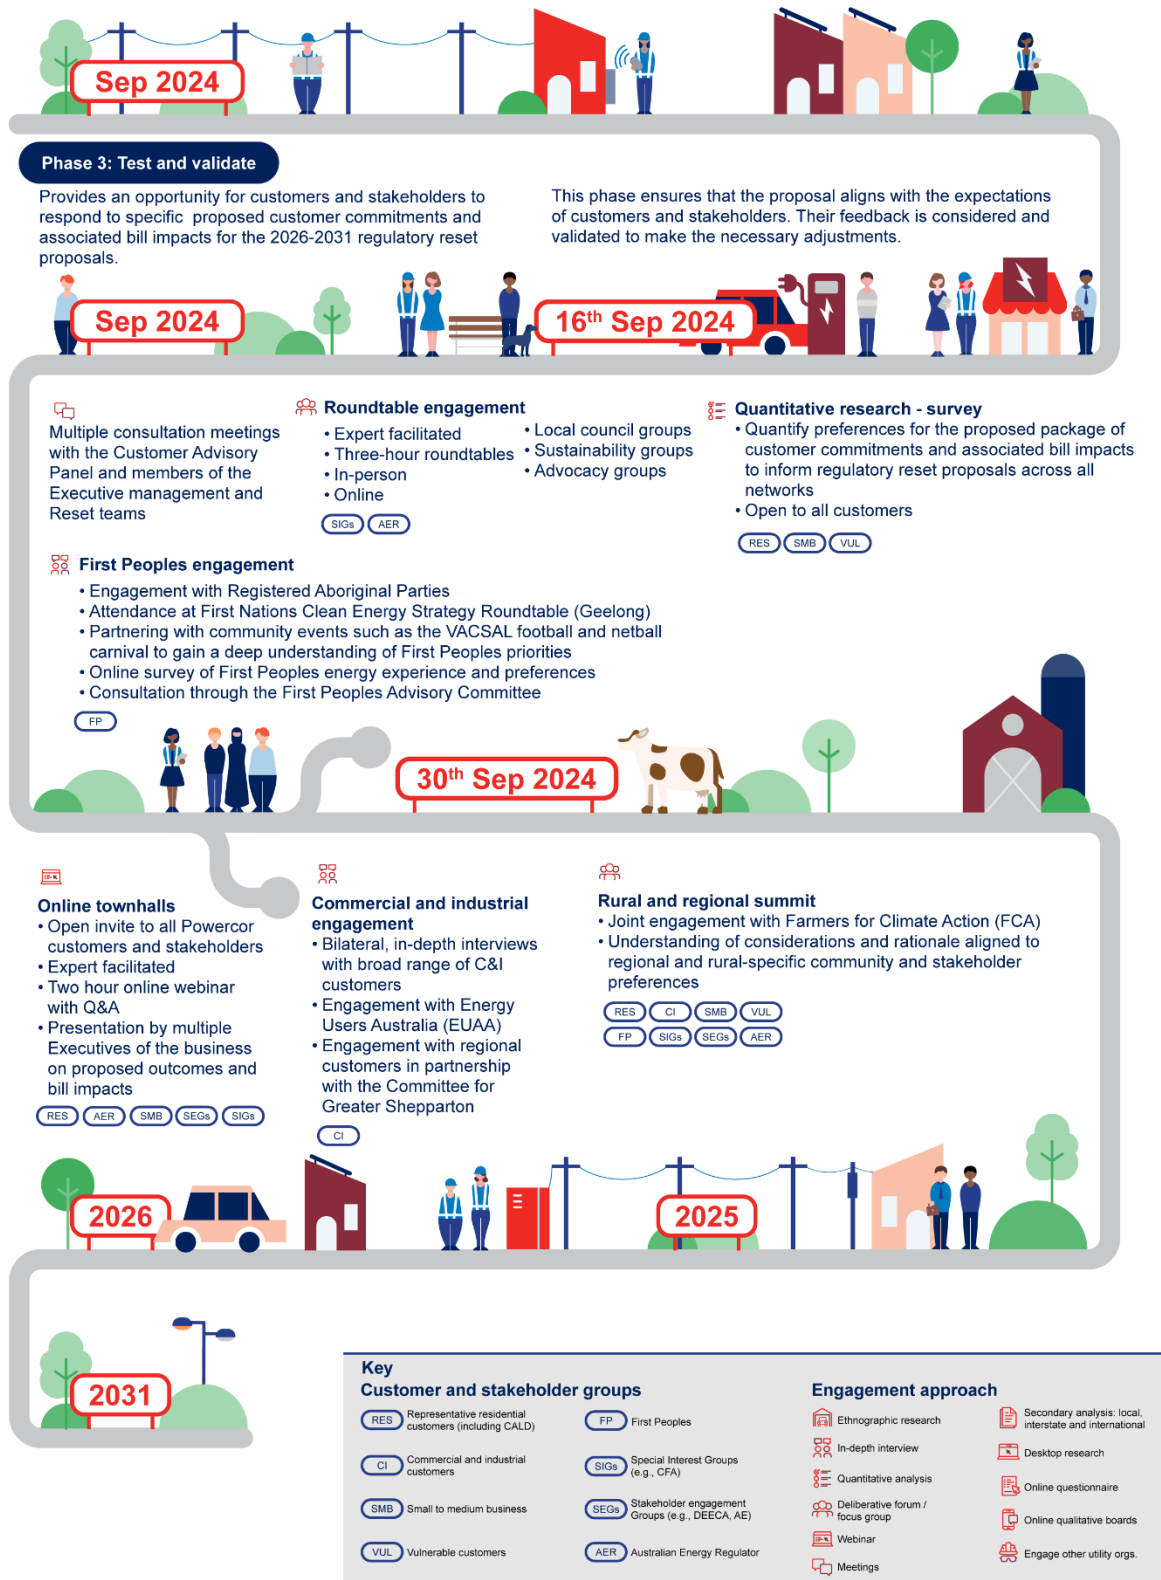 Sep 2024
Phase 3: Test and validate
Provides an opportunity for customers and stakeholders to
respond to specific proposed customer commitments and
associated bill impacts for the 2026-2031 regulatory reset
proposals.
This phase ensures that the proposal aligns with the expectations
of customers and stakeholders. Their feedback is considered and
validated to make the necessary adjustments.
Sep 2024
16th Sep 2024
Multiple consultation meetings
with the Customer Advisory
Panel and members of the
Executive management and
Reset teams
Roundtable engagement
• Expert facilitated
• Three-hour roundtables
• In-person
• Online
• Local council groups
• Sustainability groups
• Advocacy groups
SIGs AER
Quantitative research - survey
• Quantify preferences for the proposed package of
customer commitments and associated bill impacts
to inform regulatory reset proposals across all
networks
• Open to all customers
RES SMB VUL
First Peoples engagement
• Engagement with Registered Aboriginal Parties
• Attendance at First Nations Clean Energy Strategy Roundtable (Geelong)
• Partnering with community events such as the VACSAL football and netball
carnival to gain a deep understanding of First Peoples priorities
• Online survey of First Peoples energy experience and preferences
• Consultation through the First Peoples Advisory Committee
FP
30th Sep 2024
Online townhalls
• Open invite to all Powercor
customers and stakeholders
• Expert facilitated
• Two hour online webinar
with Q&A
• Presentation by multiple
Executives of the business
on proposed outcomes and
bill impacts
RES AER SMB SEGs SIGs
Commercial and industrial
engagement
• Bilateral, in-depth interviews
with broad range of C&I
customers
• Engagement with Energy
Users Australia (EUAA)
• Engagement with regional
customers in partnership
with the Committee for
Greater Shepparton
CI
Rural and regional summit
• Joint engagement with Farmers for Climate Action (FCA)
• Understanding of considerations and rationale aligned to
regional and rural-specific community and stakeholder
preferences
RES CI SMB VUL
FP SIGs SEGs AER
2026
2025
2031
Key
Customer and stakeholder groups
RES Representative residential
customers (including CALD)
CI Commercial and industrial
customers
SMB Small to medium business
VUL Vulnerable customers
FP First Peoples
SIGs Special Interest Groups
(e.g., CFA)
SEGs Stakeholder engagement
Groups (e.g., DEECA, AE)
AER Australian Energy Regulator
Engagement approach
Ethnographic research
In-depth interview
Quantitative analysis
Deliberative forum /
focus group
Webinar
Meetings
Secondary analysis: local,
interstate and international
Desktop research
Online questionnaire
Online qualitative boards
Engage other utility orgs.